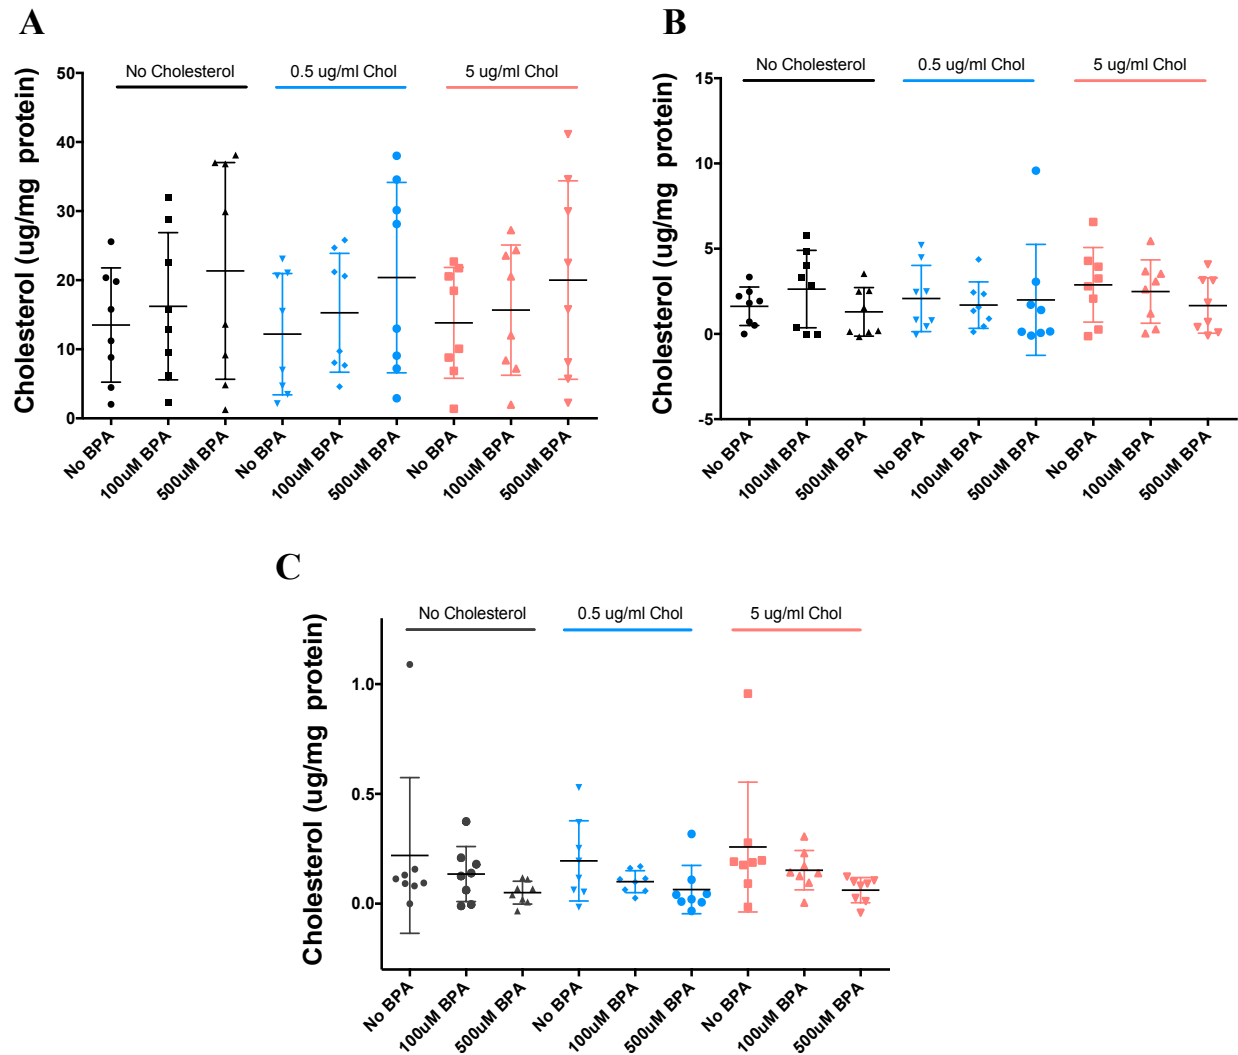 A
No Cholesterol
0.5 ug/ml Chol
5 ug/ml Chol
Cholesterol (ug/mg protein)
50
40
30
20
10
0
No BPA
100uM BPA
500uM BPA
No BPA
100uM BPA
500uM BPA
No BPA
100uM BPA
500uM BPA
B
No Cholesterol
0.5 ug/ml Chol
5 ug/ml Chol
Cholesterol (ug/mg protein)
15
10
5
0
-5
No BPA
100uM BPA
500uM BPA
No BPA
100uM BPA
500uM BPA
No BPA
100uM BPA
500uM BPA
C
No Cholesterol
0.5 ug/ml Chol
5 ug/ml Chol
Cholesterol (ug/mg protein)
1.0
0.5
0.0
No BPA
100uM BPA
500uM BPA
No BPA
100uM BPA
500uM BPA
No BPA
100uM BPA
500uM BPA